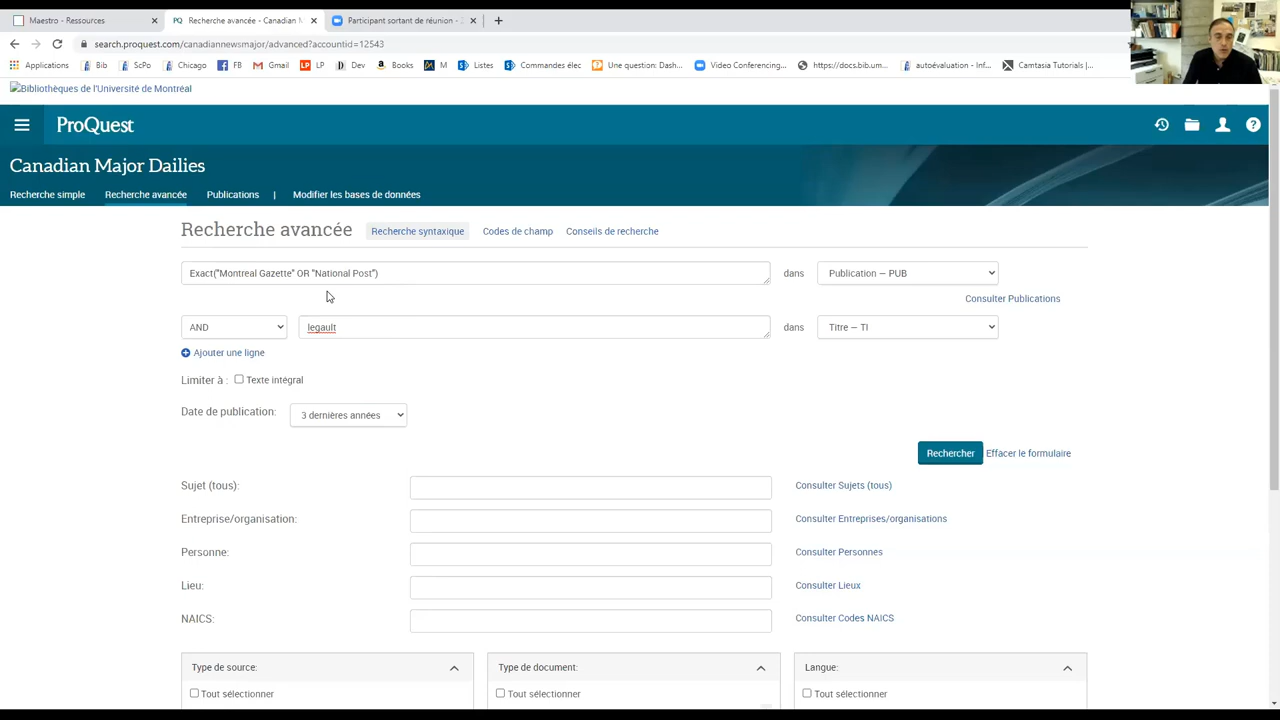 Maestro - Ressources
PQ Recherche avancée - Canadian M
Participant sortant de réunion - Z
search.proquest.com/canadiannewsmajor/advanced?accountid=12543
Applications Bib ScPo Chicago FB Gmail LP LP Dev Books M Listes Commandes élec Une question: Dash... Video Conferencing... https://docs.bib.um... autoévaluation - Inf... Camtasia Tutorials |...
Bibliothèques de l'Université de Montréal
ProQuest
Canadian Major Dailies
Recherche simple Recherche avancée Publications | Modifier les bases de données
Recherche avancée Recherche syntaxique Codes de champ Conseils de recherche
Exact("Montreal Gazette" OR "National Post") dans Publication — PUB
Consulter Publications
AND legault dans Titre — TI
Ajouter une ligne
Limiter à : Texte intégral
Date de publication: 3 dernières années
Rechercher Effacer le formulaire
Sujet (tous): Consulter Sujets (tous)
Entreprise/organisation: Consulter Entreprises/organisations
Personne: Consulter Personnes
Lieu: Consulter Lieux
NAICS: Consulter Codes NAICS
Type de source: Type de document: Langue:
Tout sélectionner Tout sélectionner Tout sélectionner